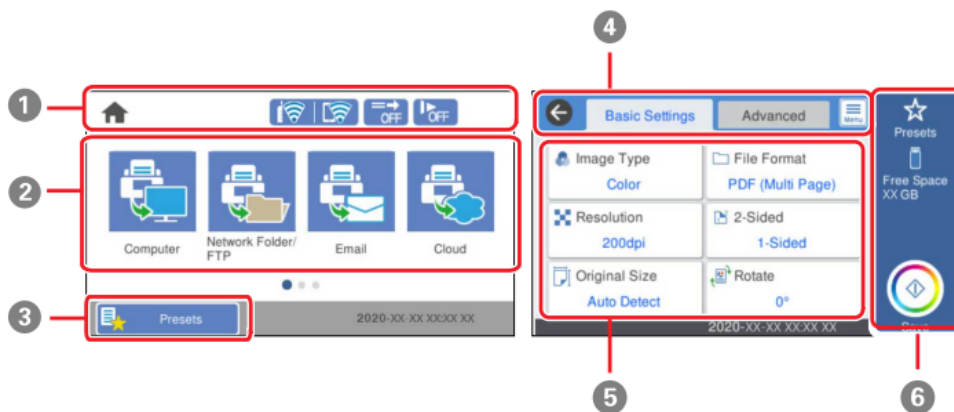 4
1
OFF
OFF
2
Computer
Network Folder/
FTP
Email
Cloud
3
Presets
2020-XX-XX XX:XX XX
Basic Settings
Advanced
Menu
Image Type
Color
File Format
PDF (Multi Page)
Resolution
200dpi
2-Sided
1-Sided
Original Size
Auto Detect
Rotate
0°
2020-XX-XX XX:XX XX
Presets
Free Space
XX GB
Save
5
6